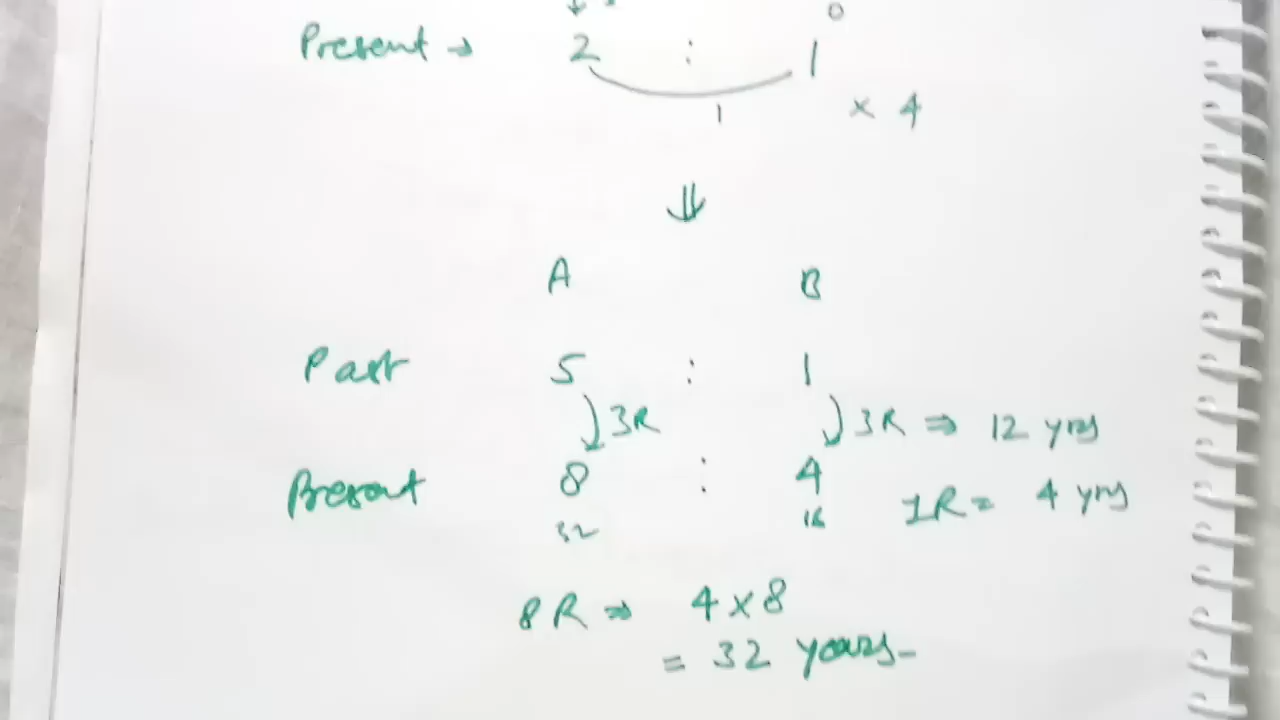 Present → 2 : 1
1 × 4
⇓
A B
Past 5 : 1
3R 3R ⇒ 12 yrs
Present 8 : 4
32 16 1R = 4 yrs
8R ⇒ 4 × 8
= 32 years